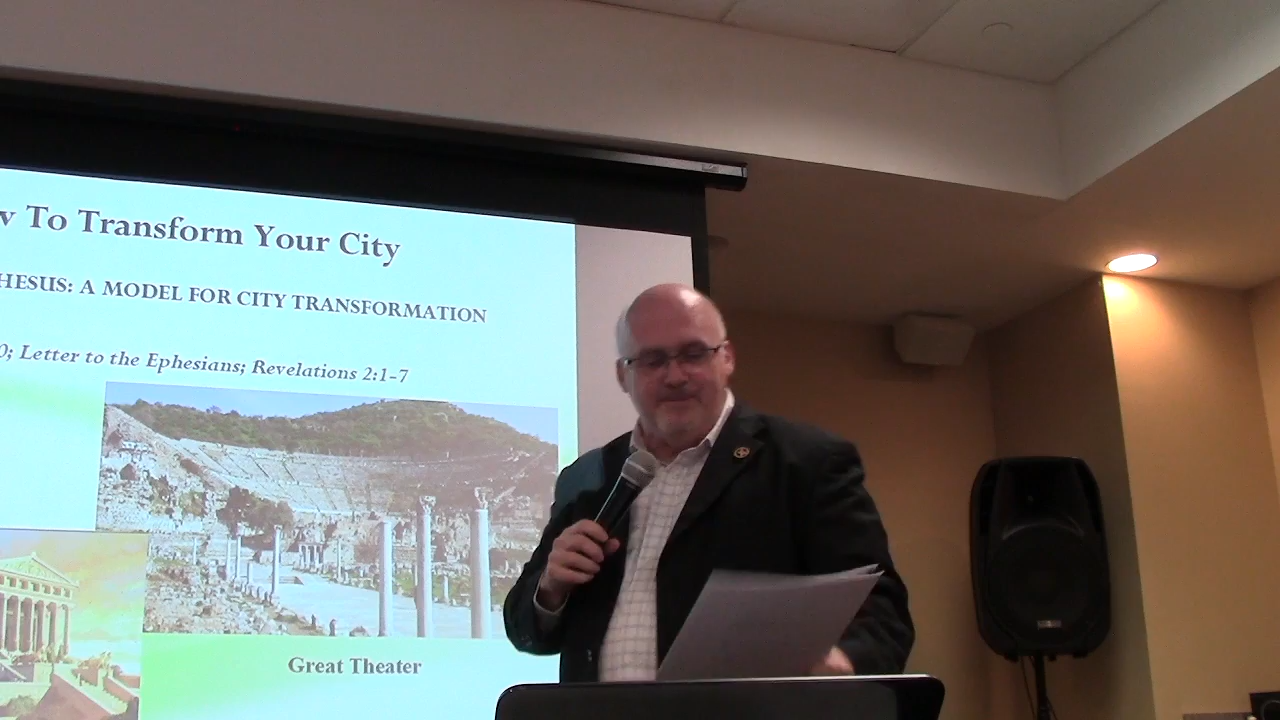 To Transform Your City
HESUS: A MODEL FOR CITY TRANSFORMATION
0; Letter to the Ephesians; Revelations 2:1-7
Great Theater